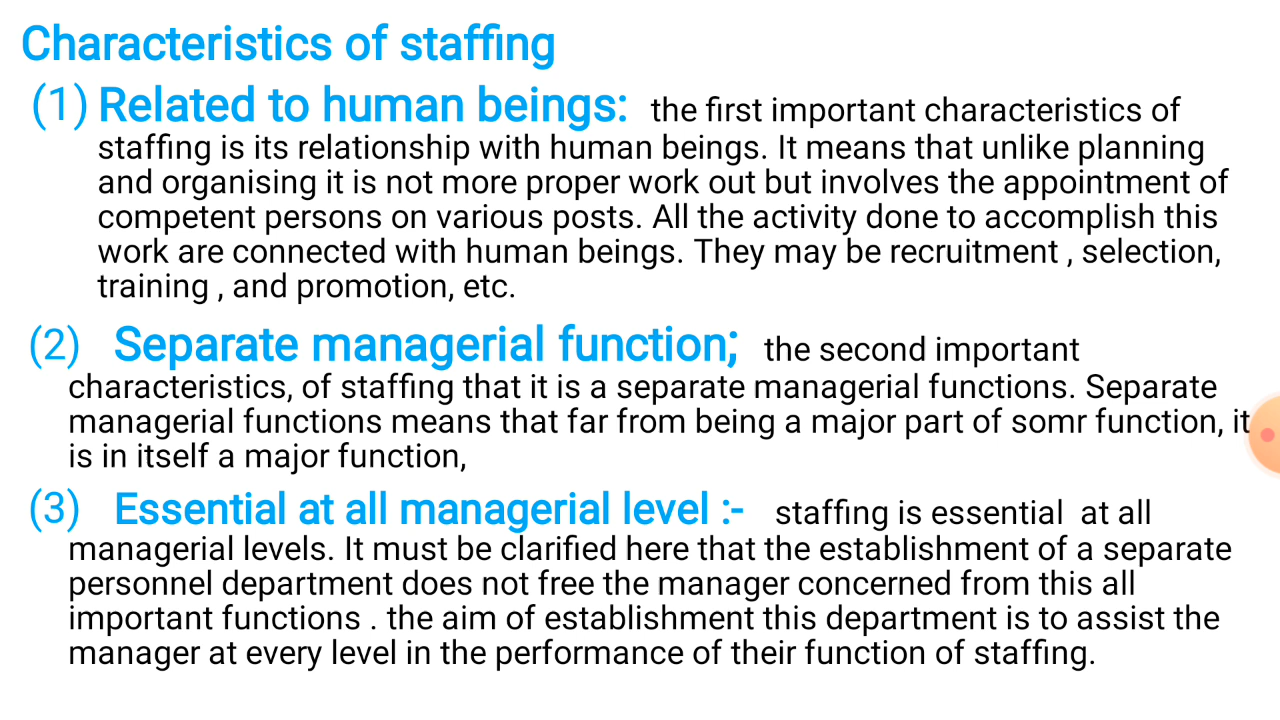 Characteristics of staffing
(1) Related to human beings: the first important characteristics of
staffing is its relationship with human beings. It means that unlike planning
and organising it is not more proper work out but involves the appointment of
competent persons on various posts. All the activity done to accomplish this
work are connected with human beings. They may be recruitment , selection,
training , and promotion, etc.
(2) Separate managerial function; the second important
characteristics, of staffing that it is a separate managerial functions. Separate
managerial functions means that far from being a major part of somr function, it
is in itself a major function,
(3) Essential at all managerial level :- staffing is essential at all
managerial levels. It must be clarified here that the establishment of a separate
personnel department does not free the manager concerned from this all
important functions . the aim of establishment this department is to assist the
manager at every level in the performance of their function of staffing.